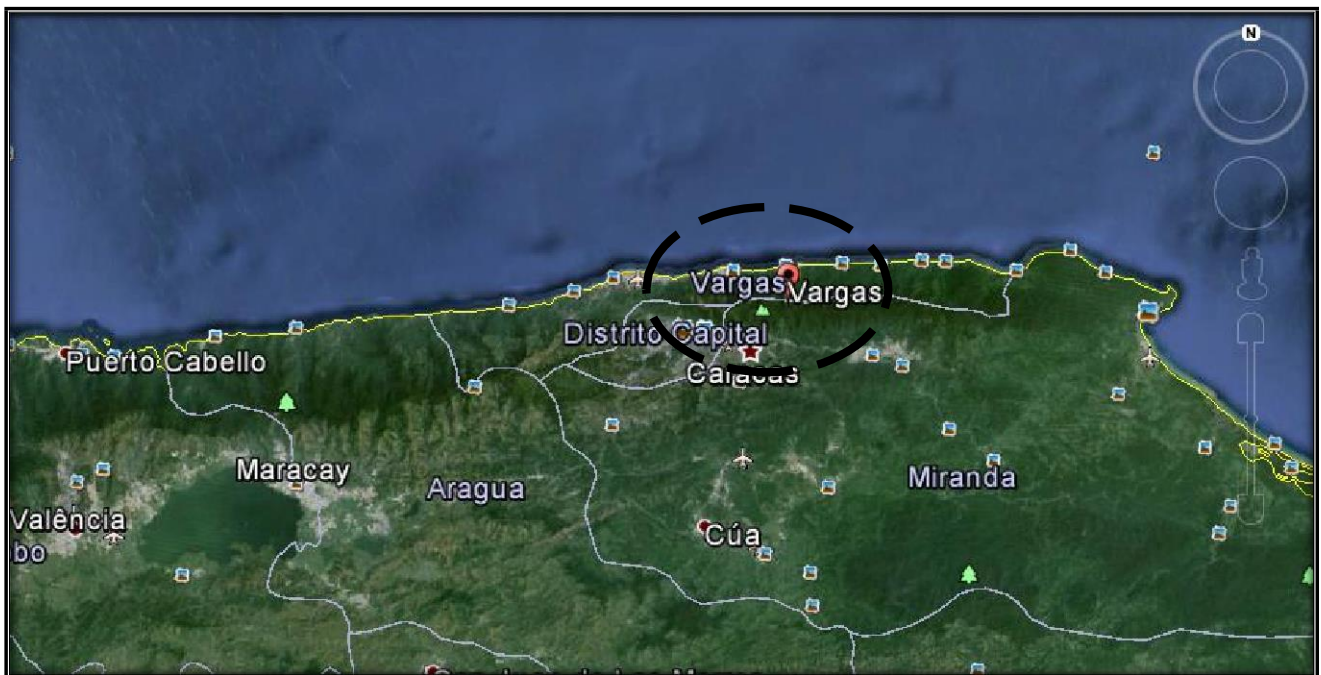 N
Vargas
Vargas
Distrito Capital
Puerto Cabello
Caracas
Maracay
Aragua
Miranda
Valência
bo
Cúa